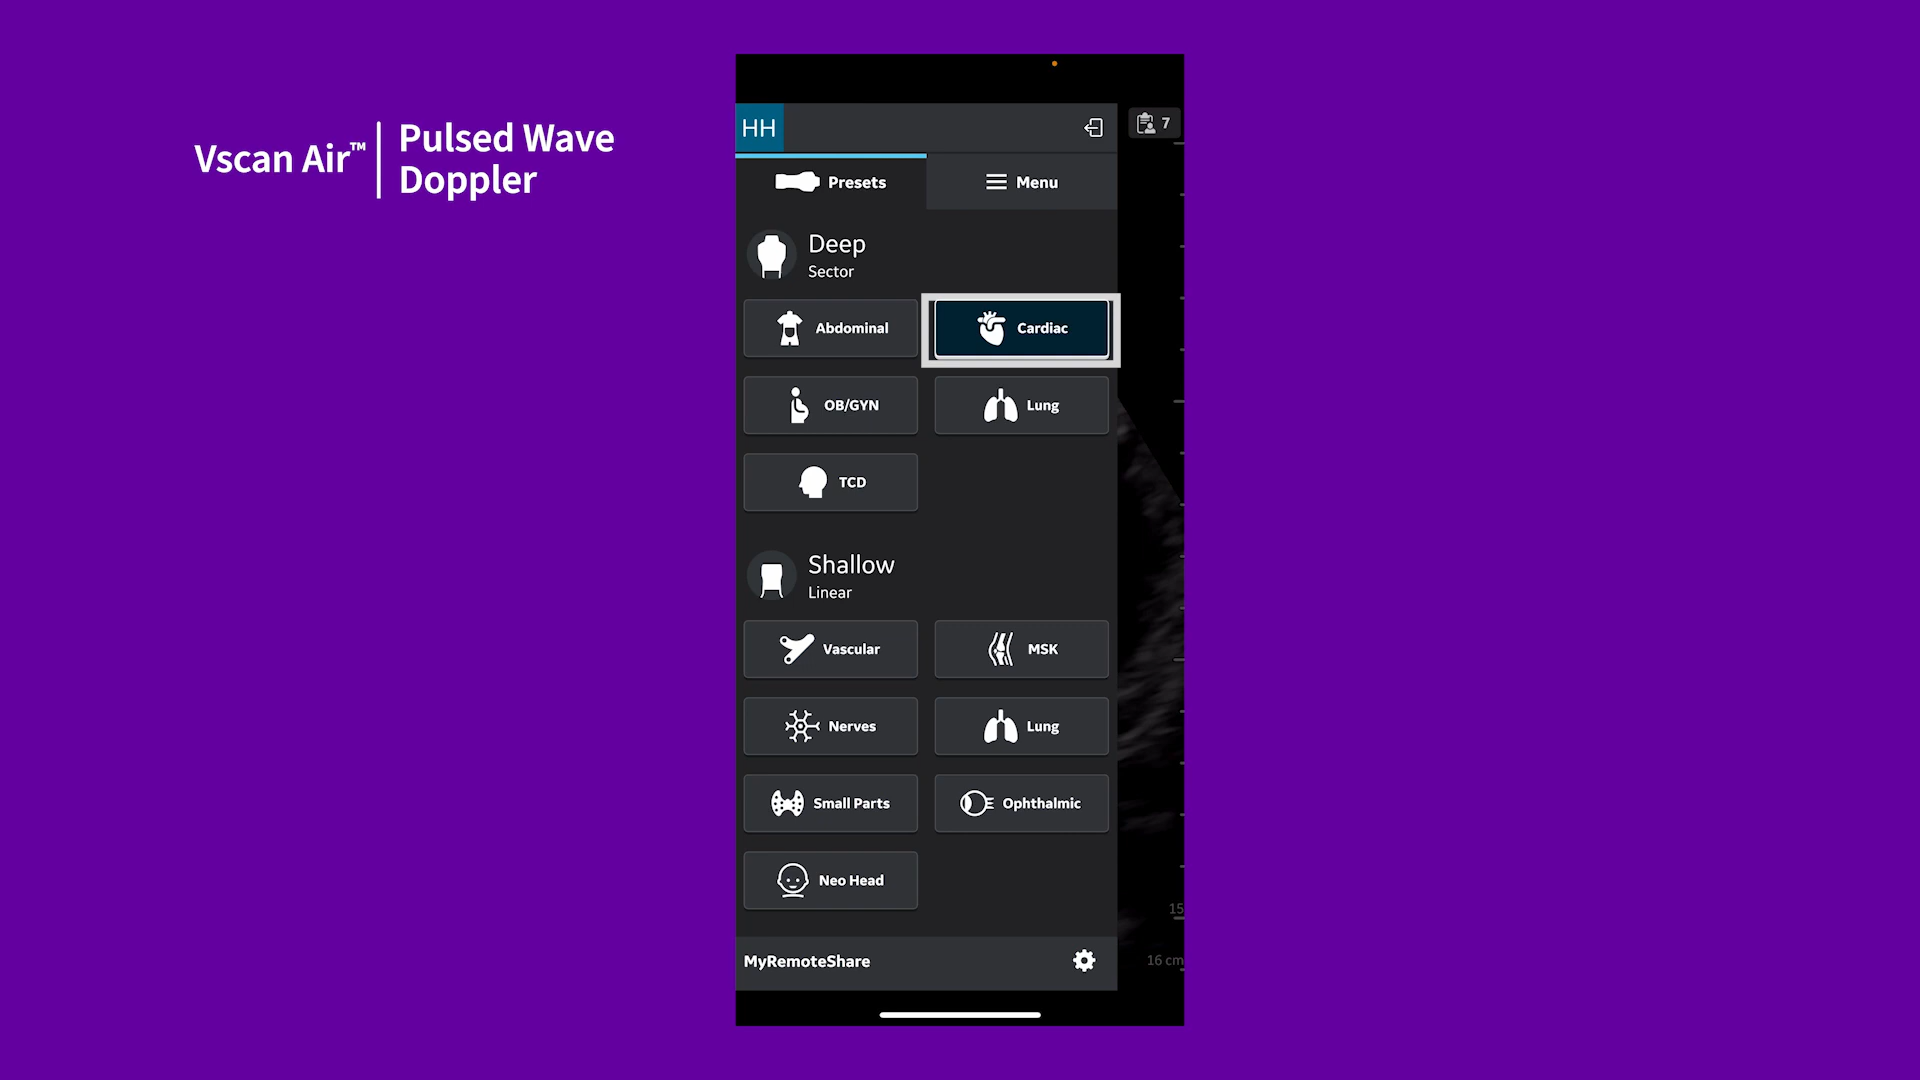 Vscan Air™
Pulsed Wave
Doppler
HH
7
Presets
Menu
Deep
Sector
Abdominal
Cardiac
OB/GYN
Lung
TCD
Shallow
Linear
Vascular
MSK
Nerves
Lung
Small Parts
Ophthalmic
Neo Head
15
MyRemoteShare
16 cm